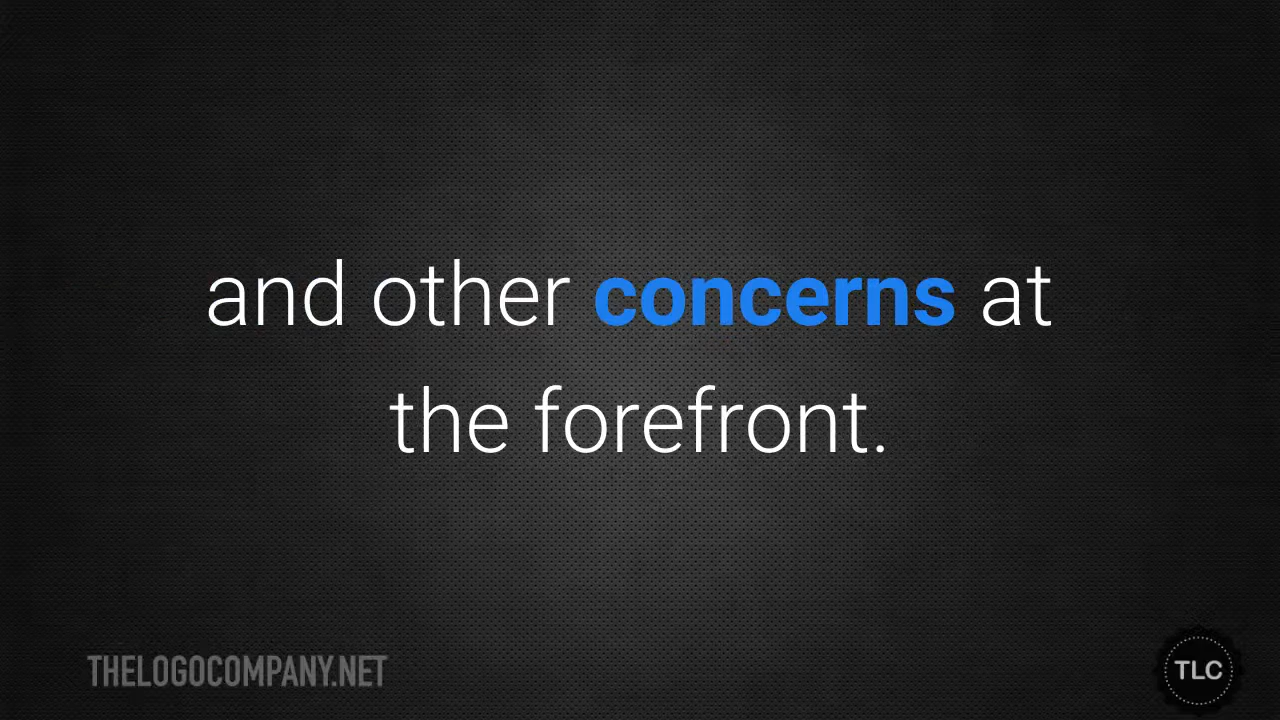 and other concerns at
the forefront.
THELOGOCOMPANY.NET
TLC